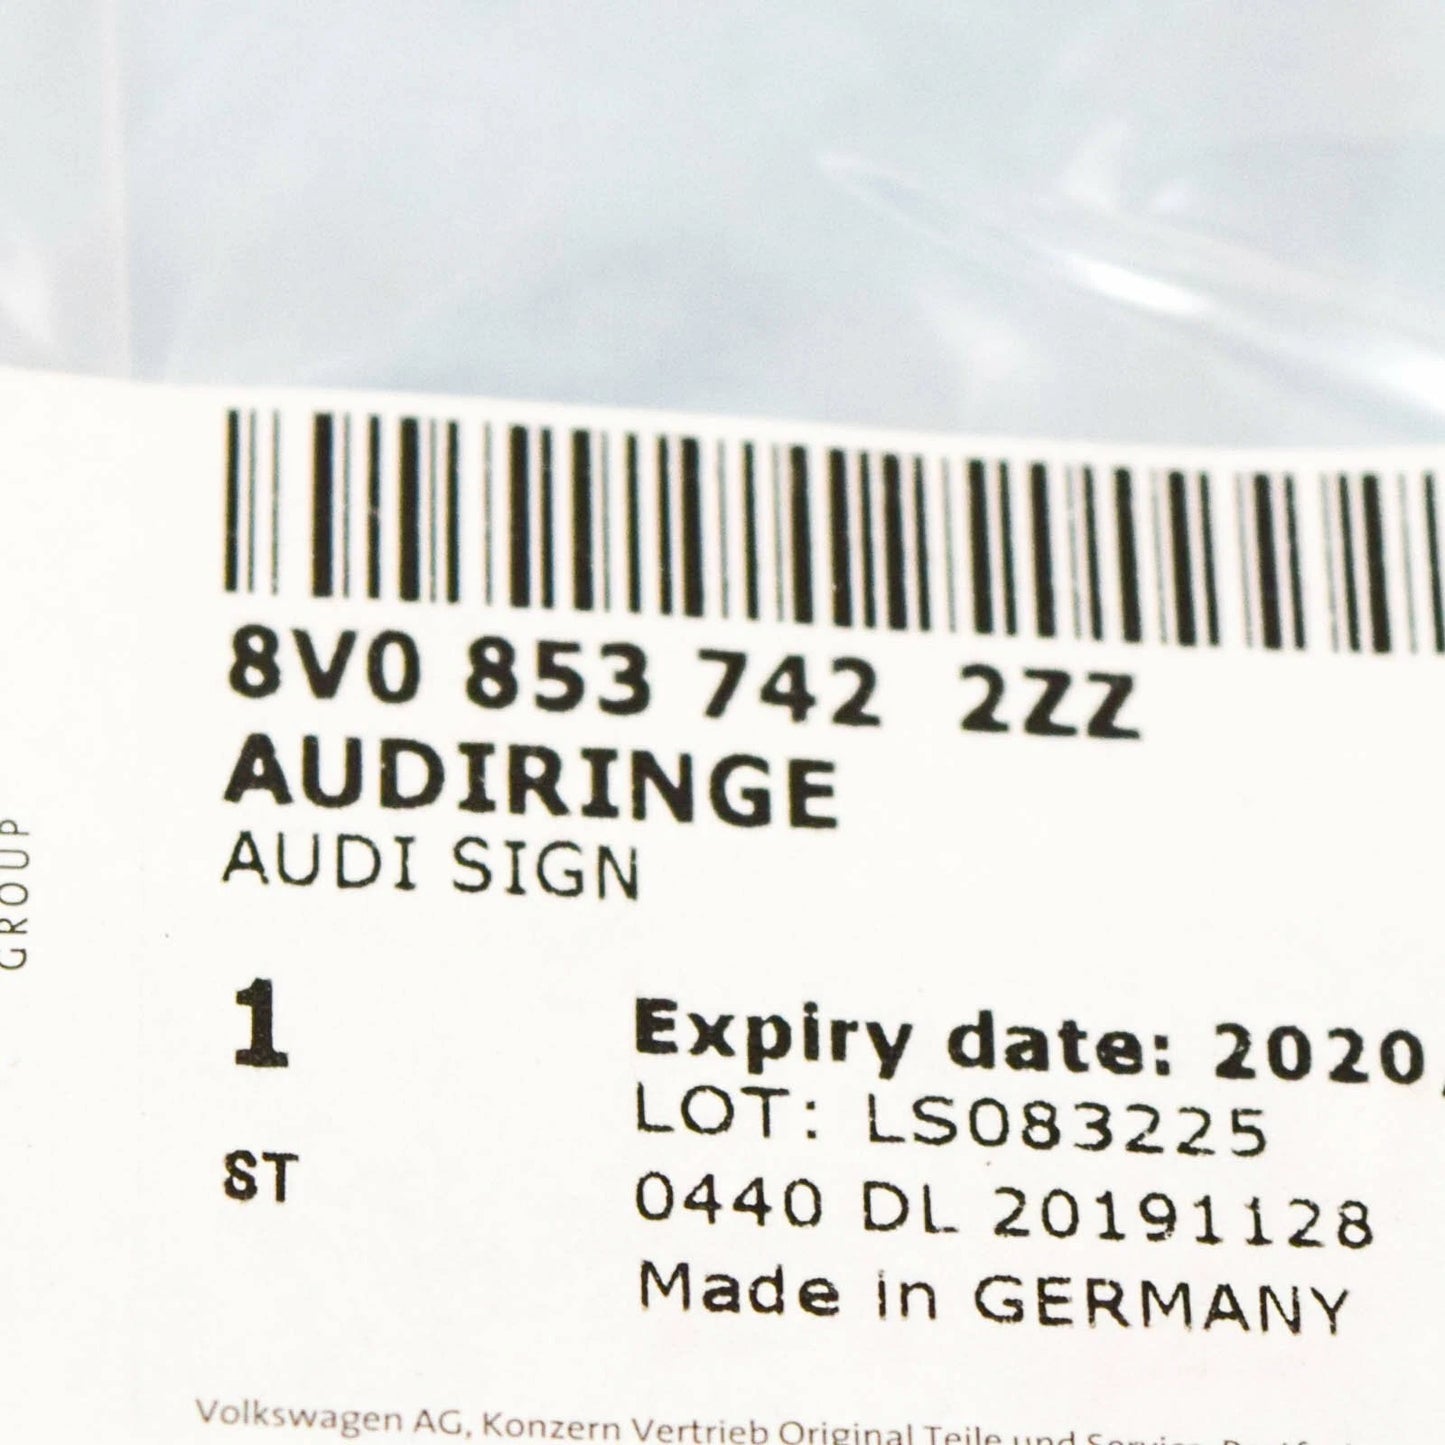 8V0 853 742 2ZZ
AUDIRINGE
AUDI SIGN
1
ST
Expiry date: 2020
LOT: LS083225
0440 DL 20191128
Made in GERMANY
Volkswagen AG, Konzern Vertrieb Original Teile und Service
GROUP